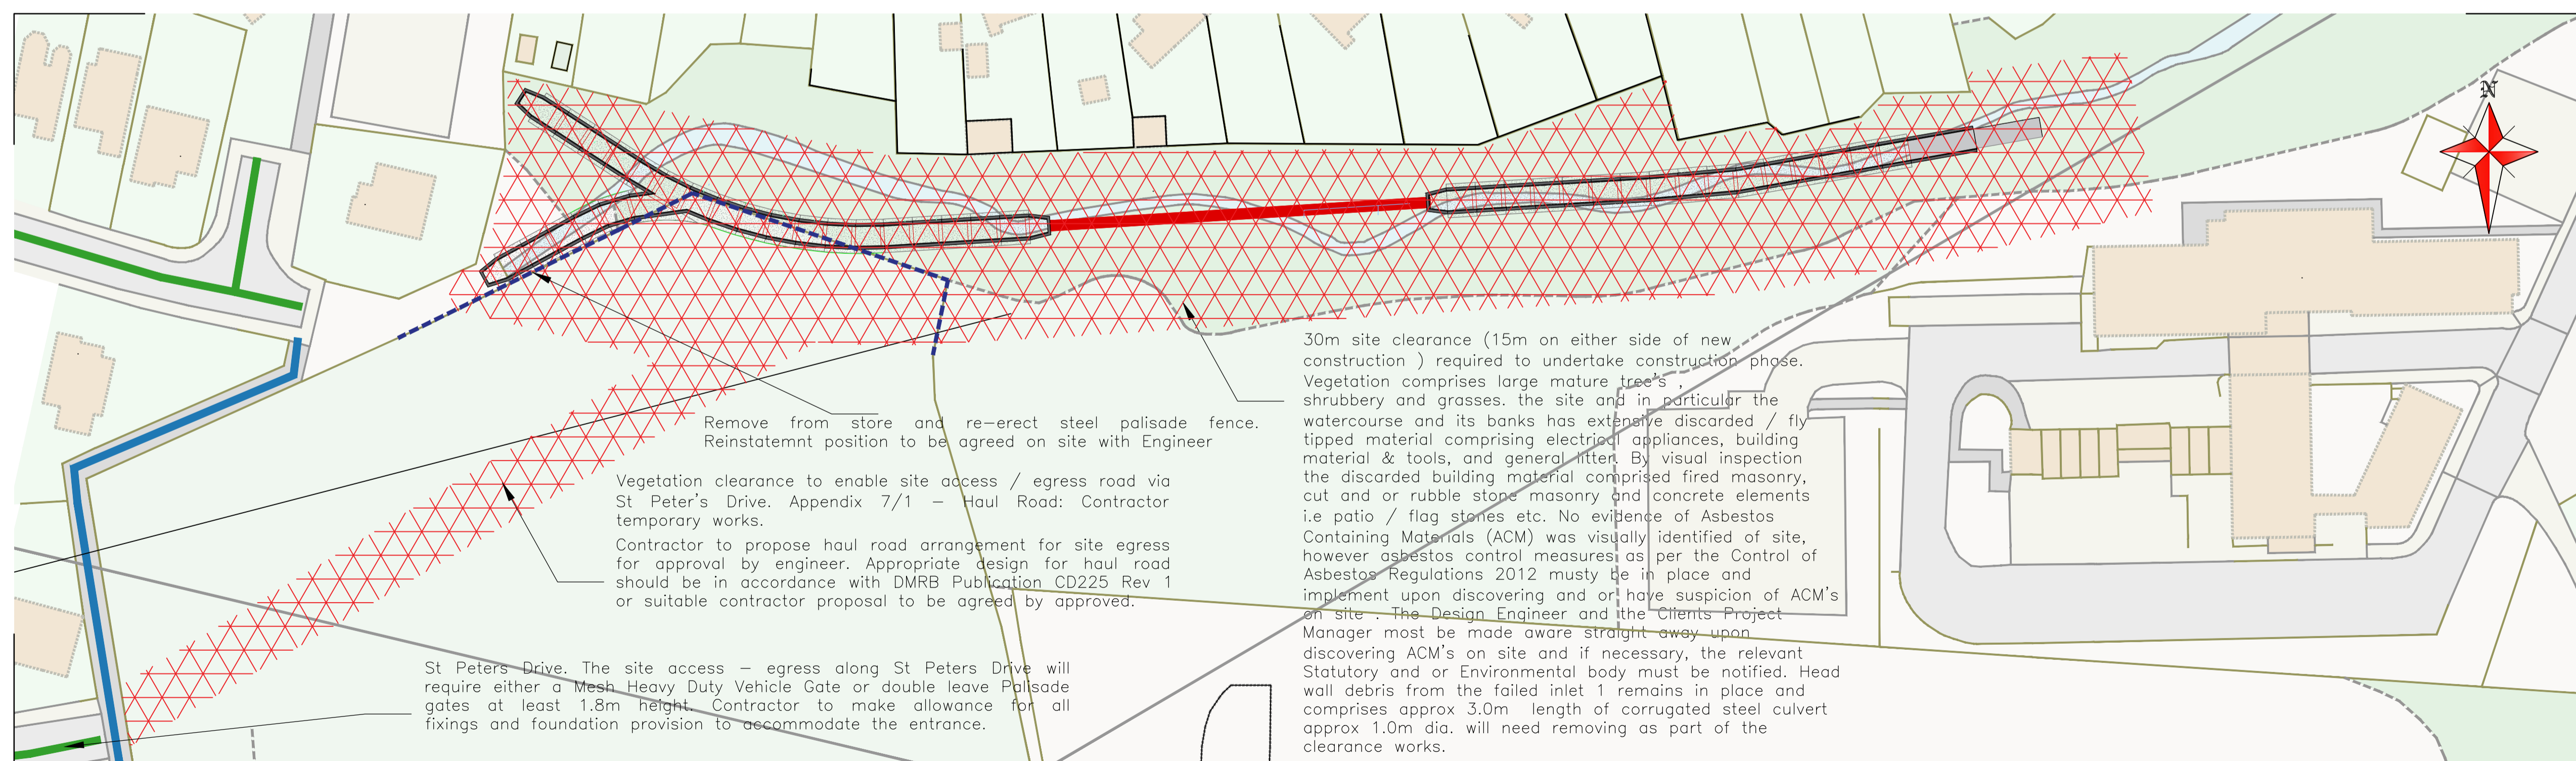 N
30m site clearance (15m on either side of new
construction ) required to undertake construction phase.
Vegetation comprises large mature tree's ,
shrubbery and grasses. the site and in particular the
watercourse and its banks has extensive discarded / fly
tipped material comprising electrical appliances, building
material & tools, and general litter. By visual inspection
the discarded building material comprised fired masonry,
cut and or rubble stone masonry and concrete elements
i.e patio / flag stones etc. No evidence of Asbestos
Containing Materials (ACM) was visually identified of site,
however asbestos control measures as per the Control of
Asbestos Regulations 2012 musty be in place and
implement upon discovering and or have suspicion of ACM's
on site . The Design Engineer and the Clients Project
Manager most be made aware straight away upon
discovering ACM's on site and if necessary, the relevant
Statutory and or Environmental body must be notified. Head
wall debris from the failed inlet 1 remains in place and
comprises approx 3.0m length of corrugated steel culvert
approx 1.0m dia. will need removing as part of the
clearance works.
Remove from store and re-erect steel palisade fence.
Reinstatemnt position to be agreed on site with Engineer
Vegetation clearance to enable site access / egress road via
St Peter's Drive. Appendix 7/1 - Haul Road: Contractor
temporary works.
Contractor to propose haul road arrangement for site egress
for approval by engineer. Appropriate design for haul road
should be in accordance with DMRB Publication CD225 Rev 1
or suitable contractor proposal to be agreed by approved.
St Peters Drive. The site access - egress along St Peters Drive will
require either a Mesh Heavy Duty Vehicle Gate or double leave Palisade
gates at least 1.8m height. Contractor to make allowance for all
fixings and foundation provision to accommodate the entrance.